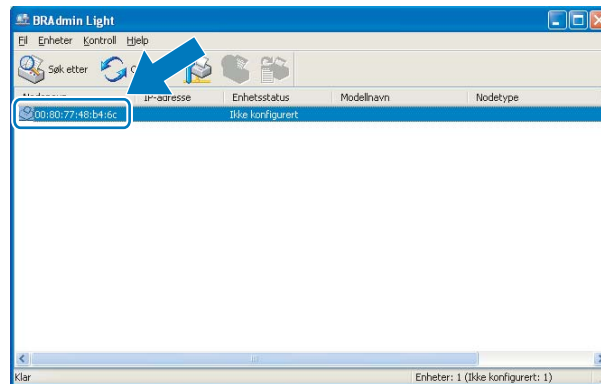 BRAdmin Light
Fil Enheter Kontroll Hjelp
Søk etter
IP-adresse Enhetsstatus Modellnavn Nodetype
00:80:77:48:b4:6c Ikke konfigurert
Klar Enheter: 1 (Ikke konfigurert: 1)